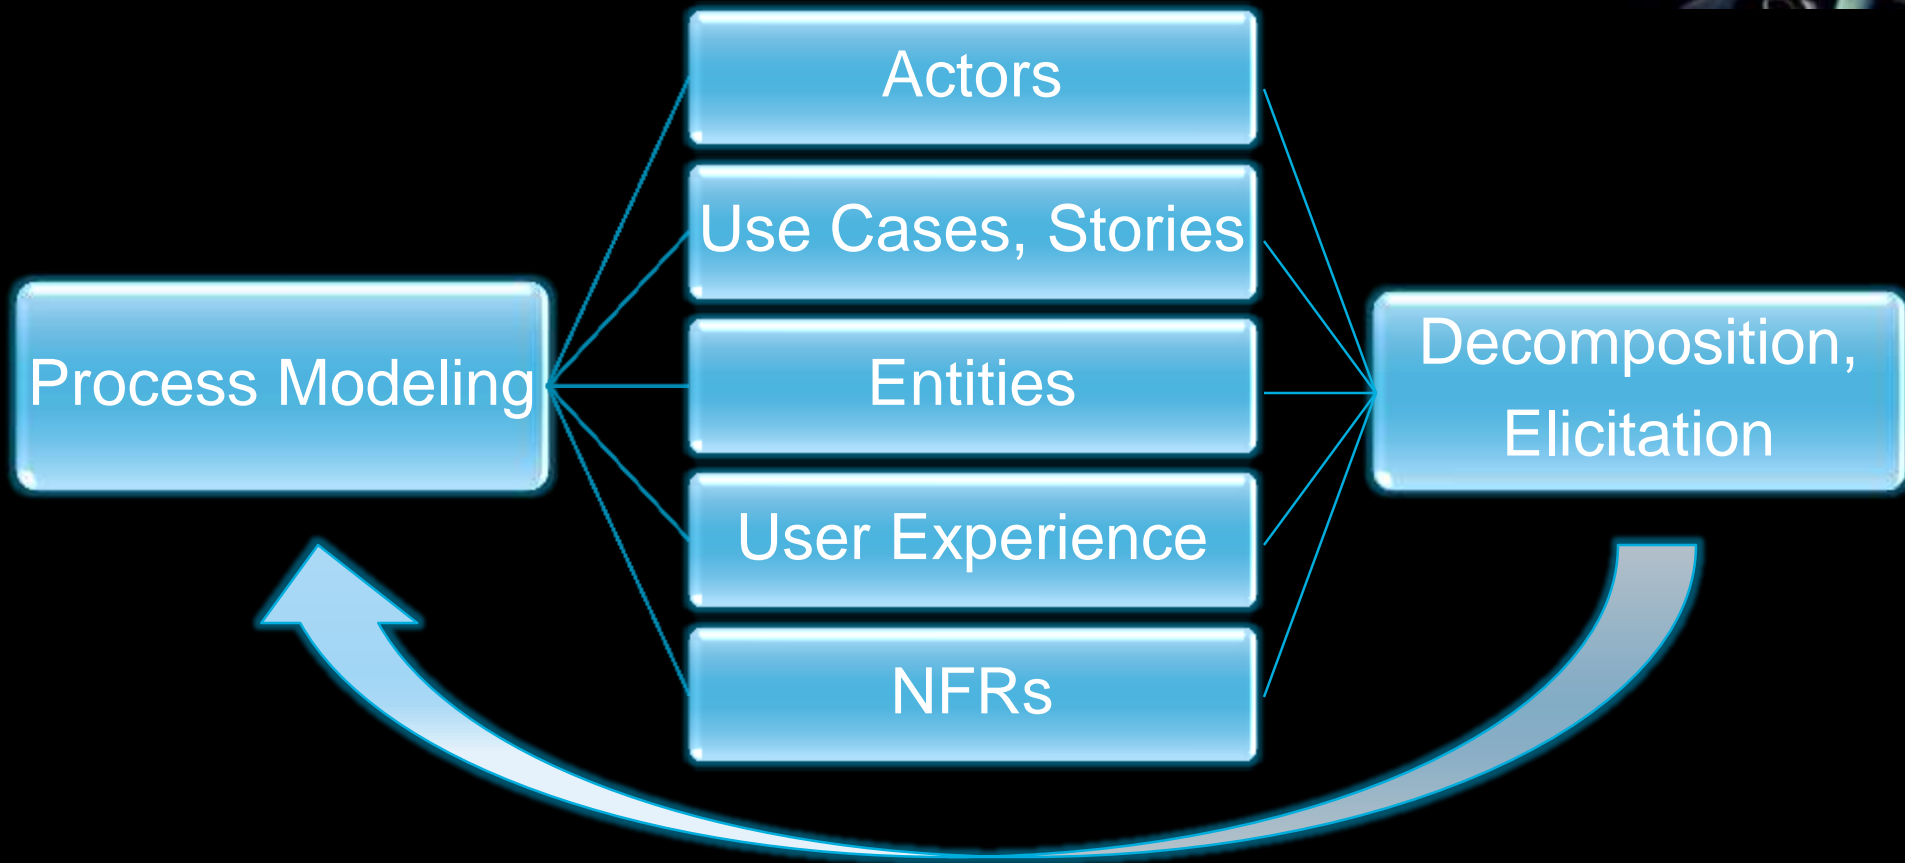 Actors
Use Cases, Stories
Process Modeling
Entities
User Experience
NFRs
Decomposition,
Elicitation